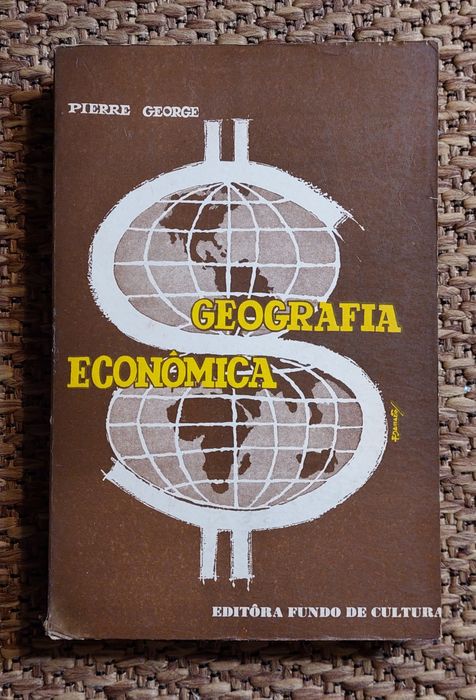 PIERRE GEORGE
GEOGRAFIA
ECONÔMICA
EDITÔRA FUNDO DE CULTURA